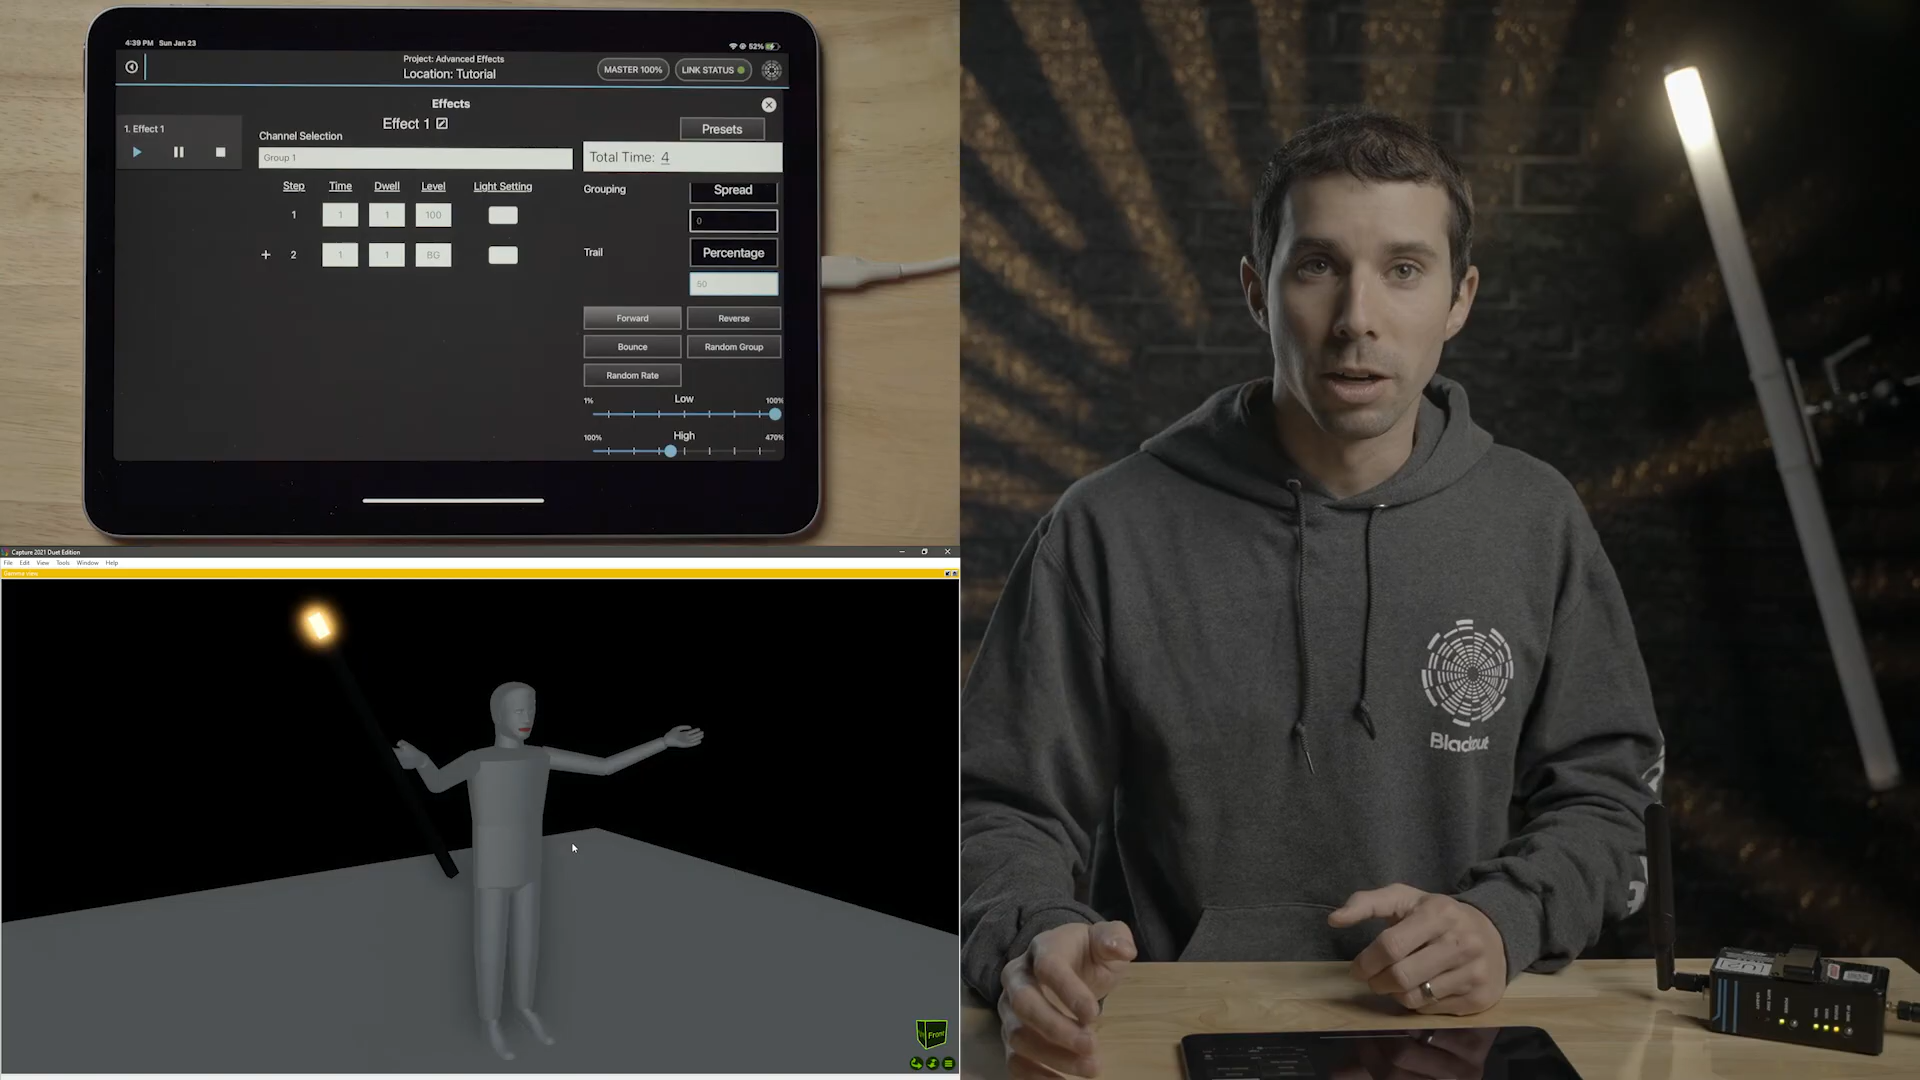 4:39 PM Sun Jan 23
52%
Project: Advanced Effects
Location: Tutorial
MASTER 100%
LINK STATUS
Effects
Effect 1
Presets
1. Effect 1
Channel Selection
Group 1
Total Time: 4
Step Time Dwell Level Light Setting
1 1 1 100
+ 2 1 1 BG
Grouping
Spread
0
Trail
Percentage
50
Forward
Reverse
Bounce
Random Group
Random Rate
1% Low 100%
100% High 470%
Capture 2021 Duet Edition
File Edit View Tools Window Help
Front
Blackout